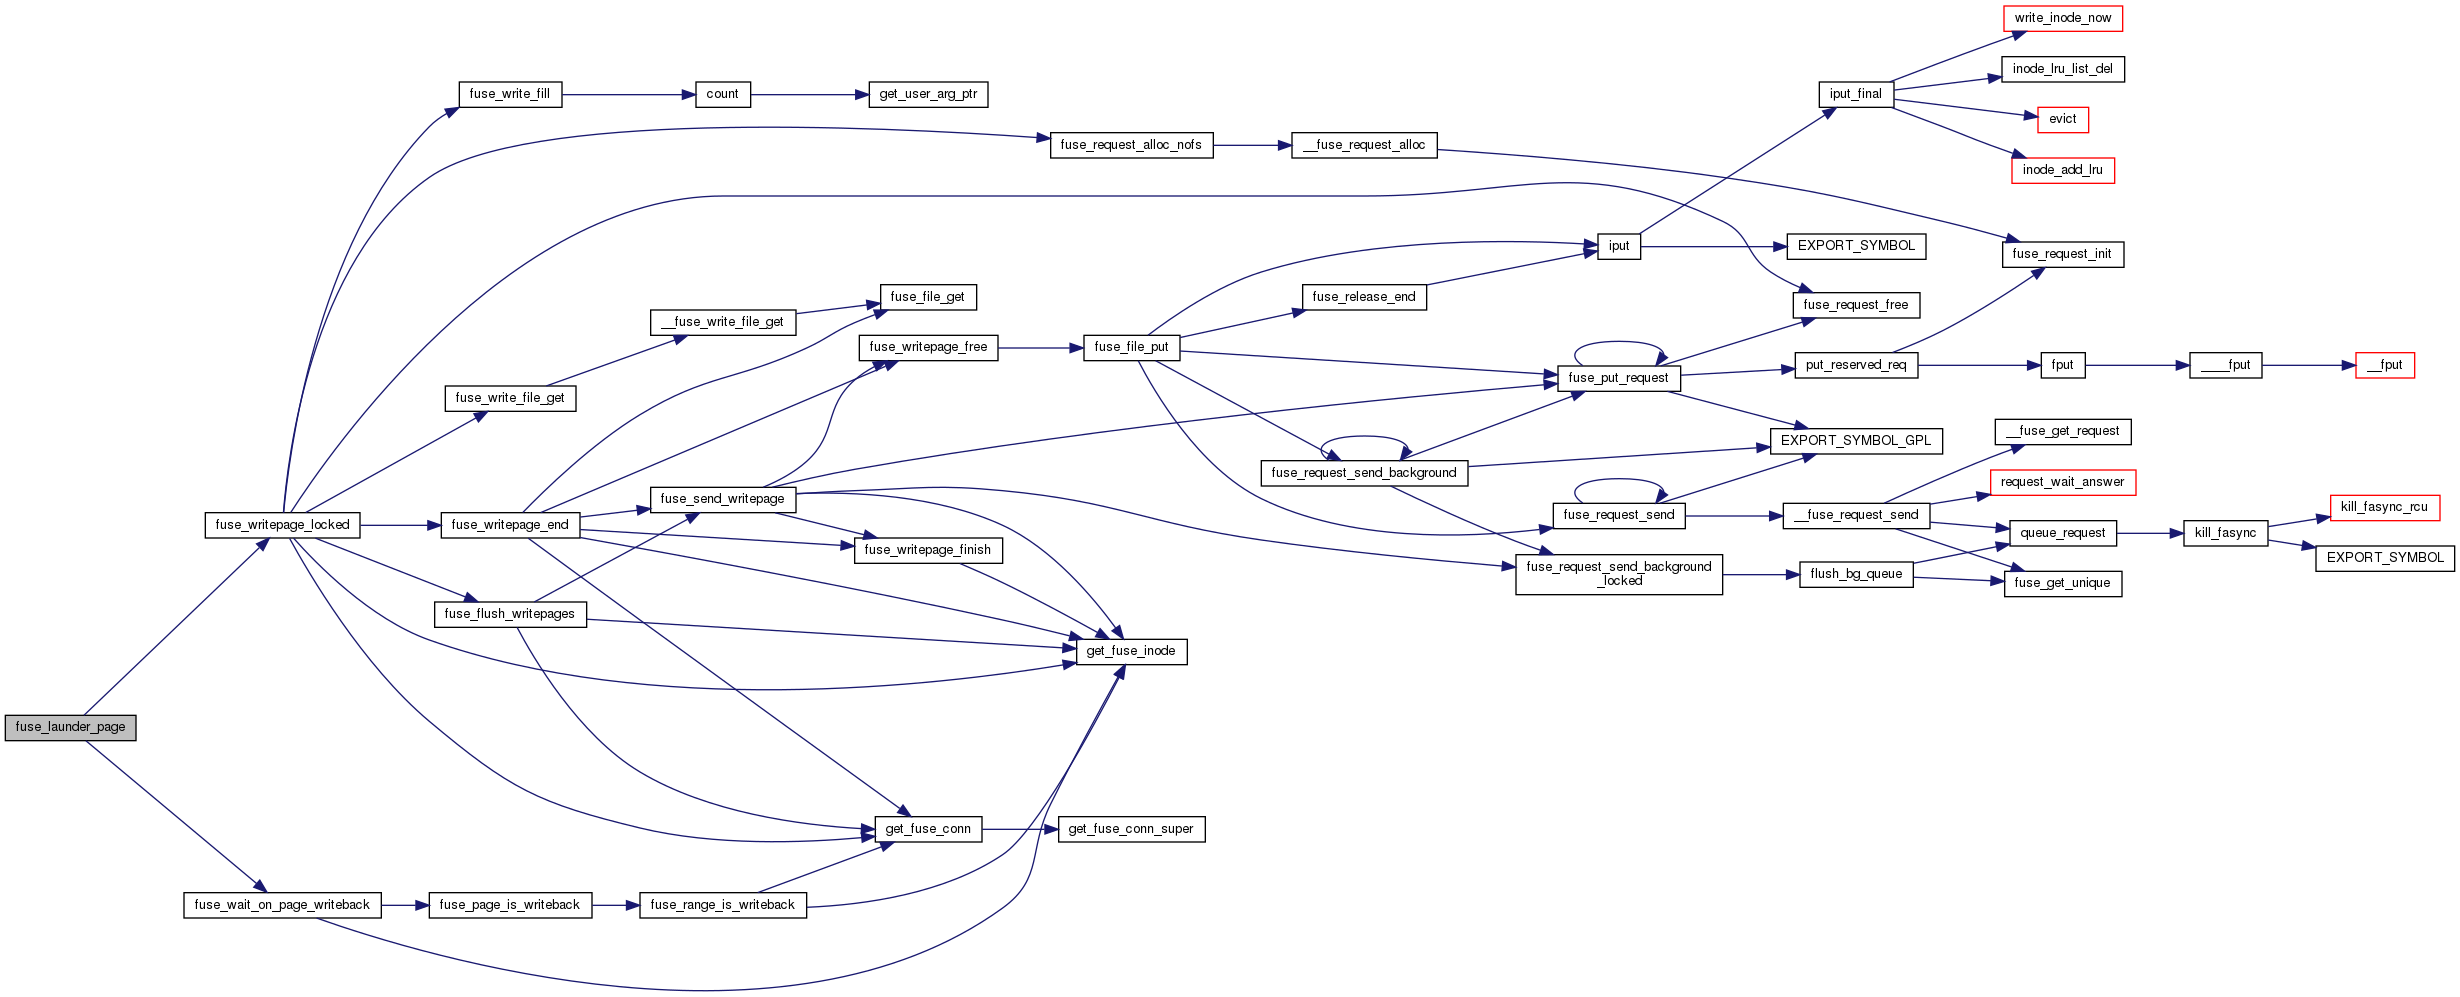 write_inode_now
inode_lru_list_del
fuse_write_fill
count
get_user_arg_ptr
iput_final
evict
fuse_request_alloc_nofs
__fuse_request_alloc
inode_add_lru
iput
EXPORT_SYMBOL
fuse_request_init
fuse_file_get
fuse_release_end
fuse_request_free
__fuse_write_file_get
fuse_writepage_free
fuse_file_put
fuse_put_request
put_reserved_req
fput
____fput
__fput
fuse_write_file_get
EXPORT_SYMBOL_GPL
__fuse_get_request
fuse_request_send_background
request_wait_answer
fuse_send_writepage
fuse_request_send
__fuse_request_send
kill_fasync_rcu
fuse_writepage_locked
fuse_writepage_end
queue_request
kill_fasync
fuse_writepage_finish
EXPORT_SYMBOL
fuse_request_send_background
_locked
flush_bg_queue
fuse_get_unique
fuse_flush_writepages
get_fuse_inode
fuse_launder_page
get_fuse_conn
get_fuse_conn_super
fuse_wait_on_page_writeback
fuse_page_is_writeback
fuse_range_is_writeback